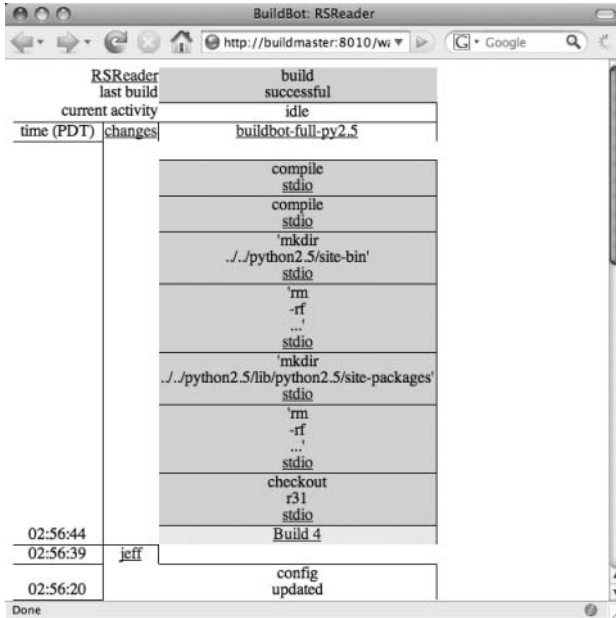 BuildBot: RSReader
http://buildmaster:8010/wa
G Google
RSReader build
last build successful
current activity idle
time (PDT) changes buildbot-full-py2.5
compile
stdio
compile
stdio
'mkdir
../../python2.5/site-bin'
stdio
'rm
-rf
...'
stdio
'mkdir
../../python2.5/lib/python2.5/site-packages'
stdio
'rm
-rf
...'
stdio
checkout
r31
stdio
02:56:44 Build 4
02:56:39 jeff
config
02:56:20 updated
Done